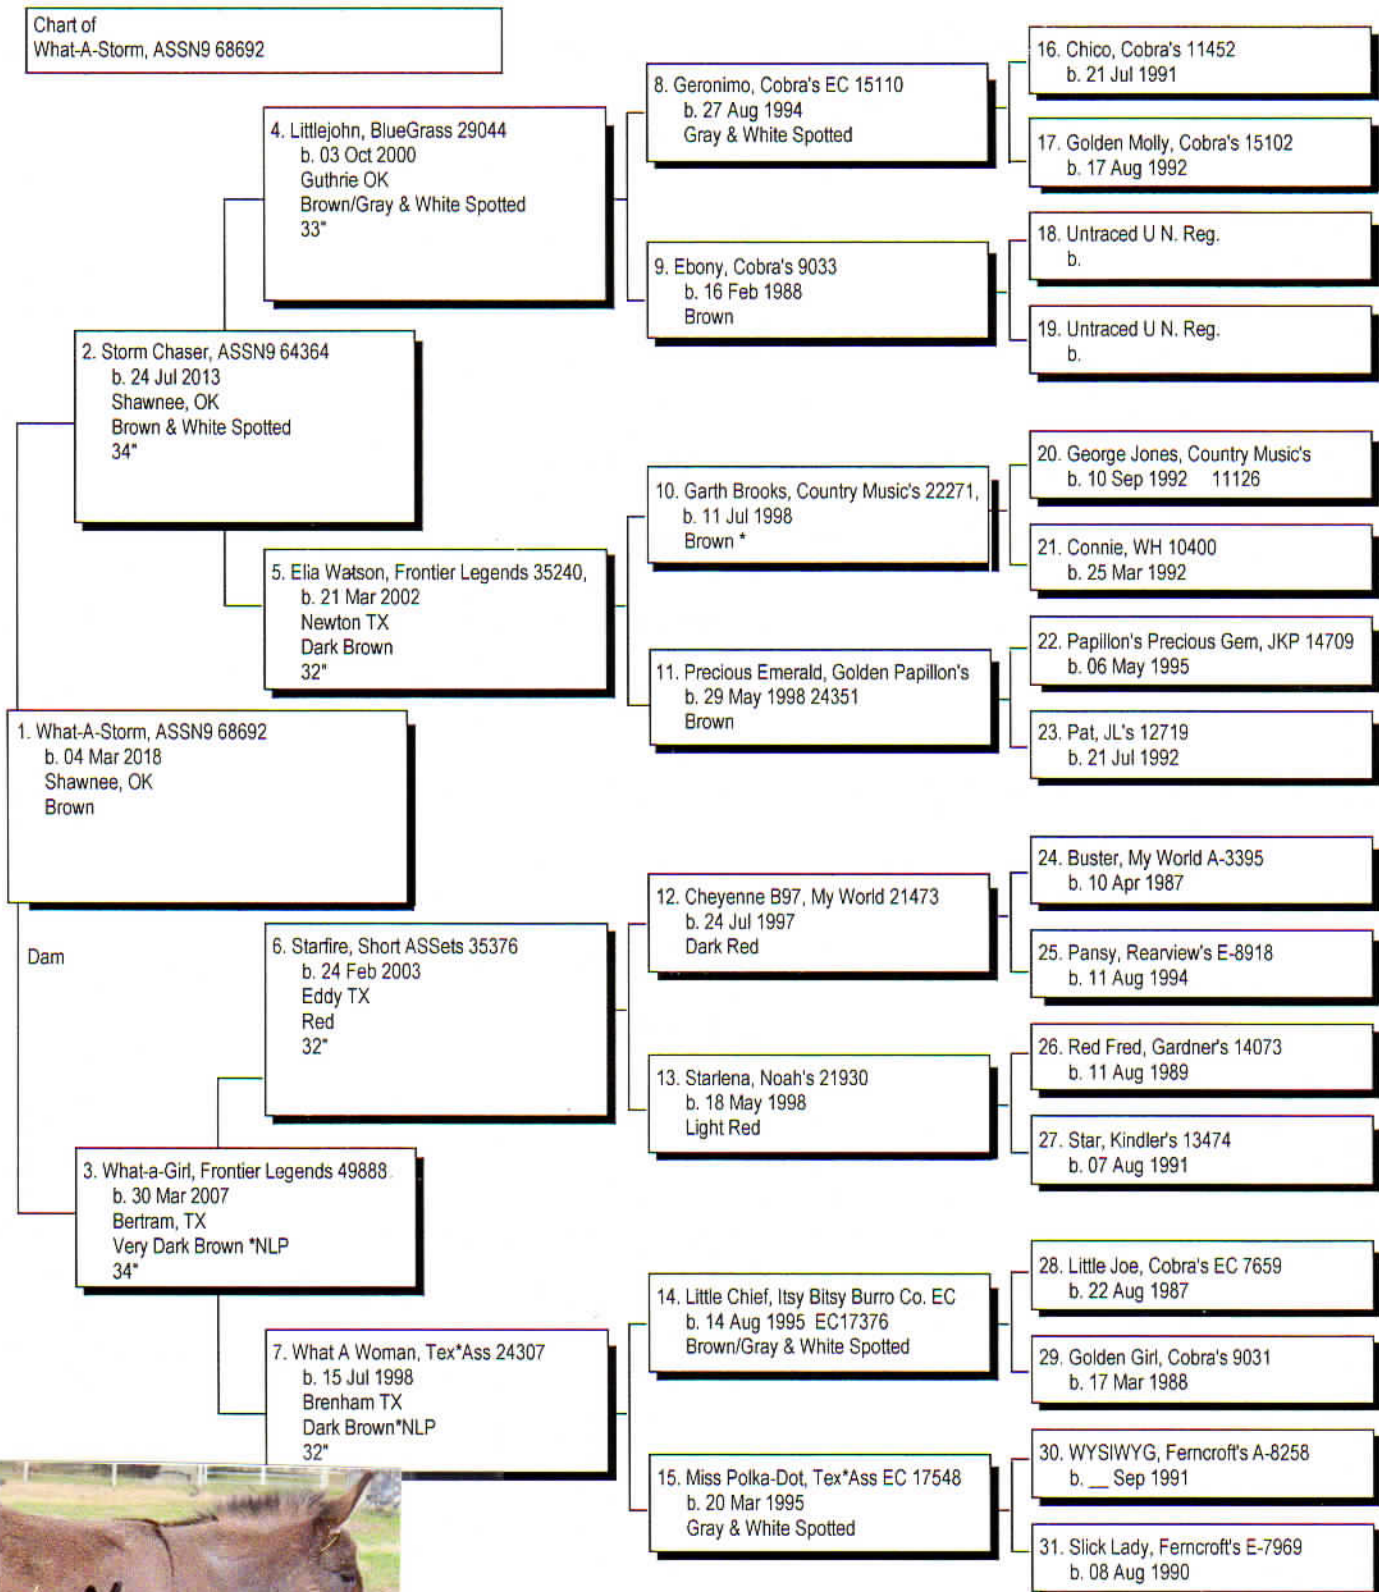 Chart of
What-A-Storm, ASSN9 68692
16. Chico, Cobra's 11452
b. 21 Jul 1991
8. Geronimo, Cobra's EC 15110
b. 27 Aug 1994
Gray & White Spotted
4. Littlejohn, BlueGrass 29044
b. 03 Oct 2000
Guthrie OK
Brown/Gray & White Spotted
33"
17. Golden Molly, Cobra's 15102
b. 17 Aug 1992
18. Untraced U N. Reg.
b.
9. Ebony, Cobra's 9033
b. 16 Feb 1988
Brown
19. Untraced U N. Reg.
b.
2. Storm Chaser, ASSN9 64364
b. 24 Jul 2013
Shawnee, OK
Brown & White Spotted
34"
20. George Jones, Country Music's
b. 10 Sep 1992 11126
10. Garth Brooks, Country Music's 22271,
b. 11 Jul 1998
Brown *
21. Connie, WH 10400
b. 25 Mar 1992
5. Elia Watson, Frontier Legends 35240,
b. 21 Mar 2002
Newton TX
Dark Brown
32"
22. Papillon's Precious Gem, JKP 14709
b. 06 May 1995
11. Precious Emerald, Golden Papillon's
b. 29 May 1998 24351
Brown
23. Pat, JL's 12719
b. 21 Jul 1992
1. What-A-Storm, ASSN9 68692
b. 04 Mar 2018
Shawnee, OK
Brown
24. Buster, My World A-3395
b. 10 Apr 1987
12. Cheyenne B97, My World 21473
b. 24 Jul 1997
Dark Red
25. Pansy, Rearview's E-8918
b. 11 Aug 1994
Dam
6. Starfire, Short ASSets 35376
b. 24 Feb 2003
Eddy TX
Red
32"
26. Red Fred, Gardner's 14073
b. 11 Aug 1989
13. Starlena, Noah's 21930
b. 18 May 1998
Light Red
27. Star, Kindler's 13474
b. 07 Aug 1991
3. What-a-Girl, Frontier Legends 49888
b. 30 Mar 2007
Bertram, TX
Very Dark Brown *NLP
34"
28. Little Joe, Cobra's EC 7659
b. 22 Aug 1987
14. Little Chief, Itsy Bitsy Burro Co. EC
b. 14 Aug 1995 EC17376
Brown/Gray & White Spotted
29. Golden Girl, Cobra's 9031
b. 17 Mar 1988
7. What A Woman, Tex*Ass 24307
b. 15 Jul 1998
Brenham TX
Dark Brown*NLP
32"
30. WYSIWYG, Ferncroft's A-8258
b. __ Sep 1991
15. Miss Polka-Dot, Tex*Ass EC 17548
b. 20 Mar 1995
Gray & White Spotted
31. Slick Lady, Ferncroft's E-7969
b. 08 Aug 1990